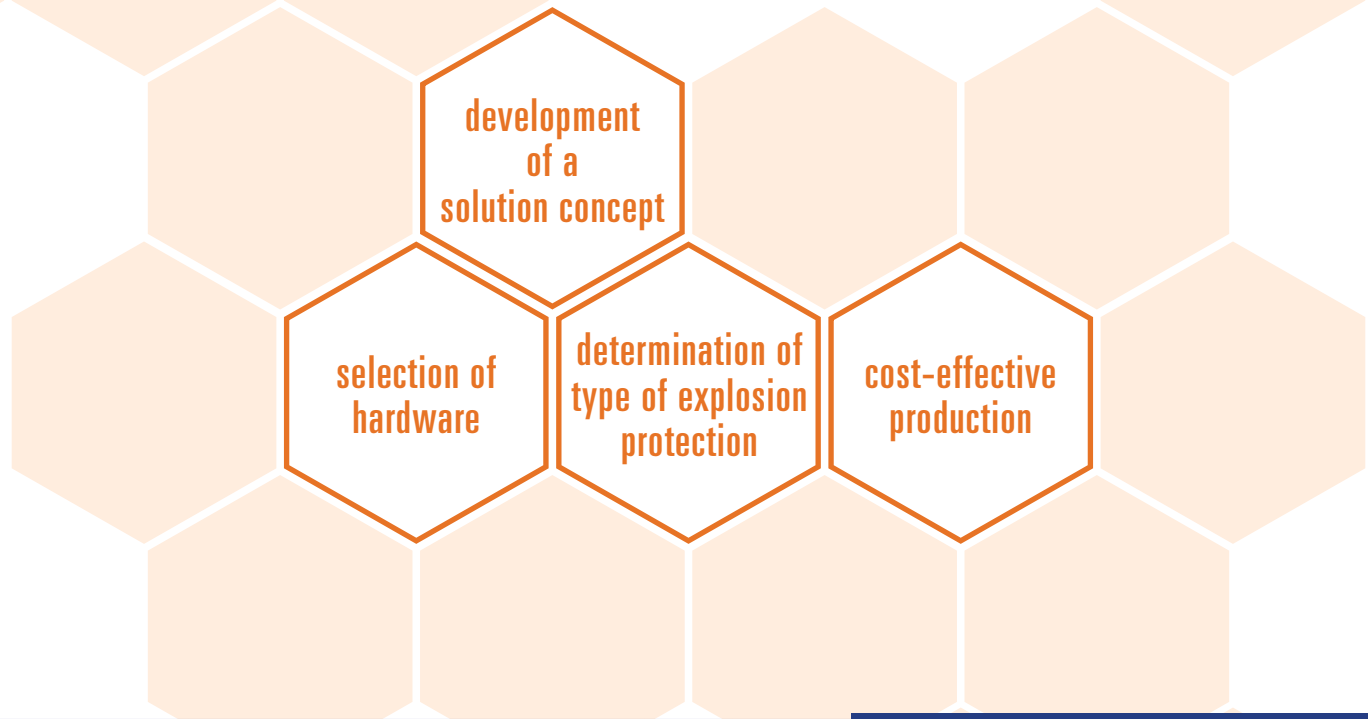 development
of a
solution concept
selection of
hardware
determination of
type of explosion
protection
cost-effective
production